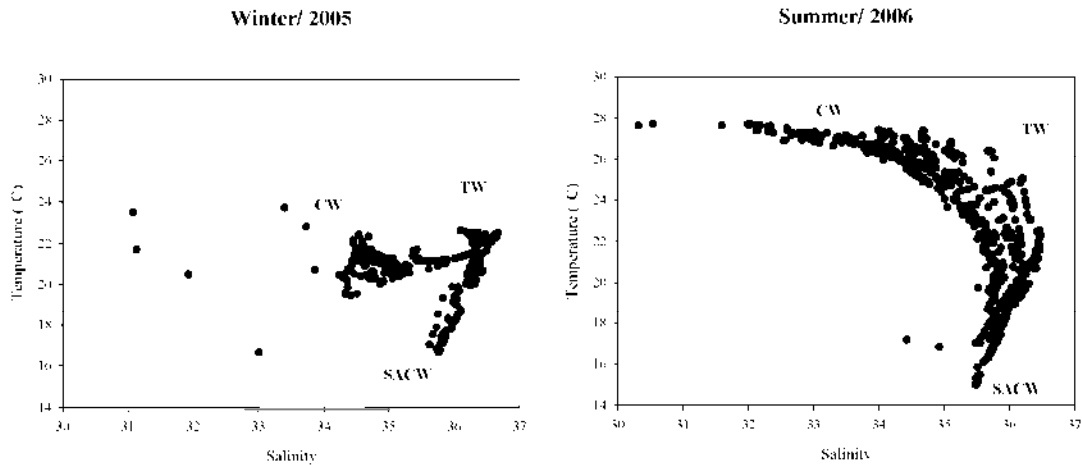 Winter/ 2005
Summer/ 2006
30
28
26
24
22
20
18
16
14
Temperature (°C)
CW
TW
SACW
30 31 32 33 34 35 36 37
Salinity
30
28
26
24
22
20
18
16
14
Temperature (°C)
CW
TW
SACW
30 31 32 33 34 35 36 37
Salinity